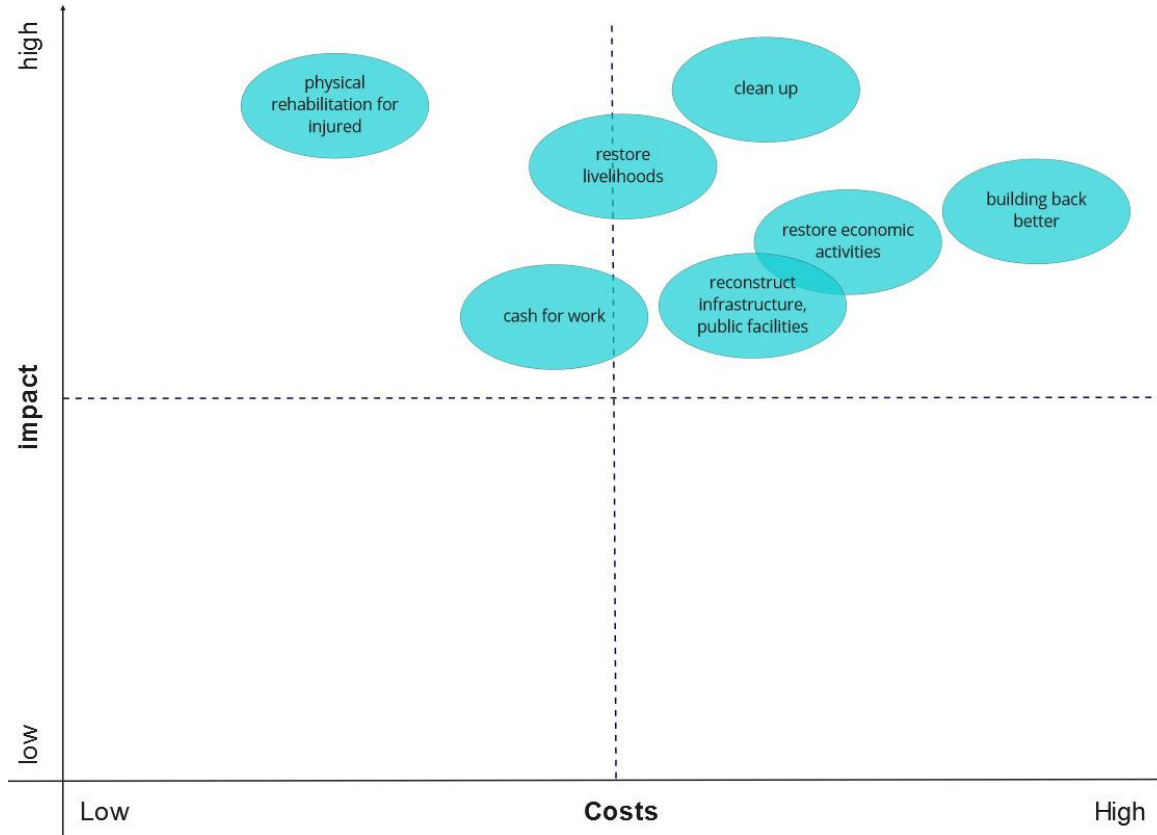 high
physical
rehabilitation for
injured
clean up
restore
livelihoods
building back
better
restore economic
activities
reconstruct
infrastructure,
public facilities
cash for work
impact
low
Low
Costs
High